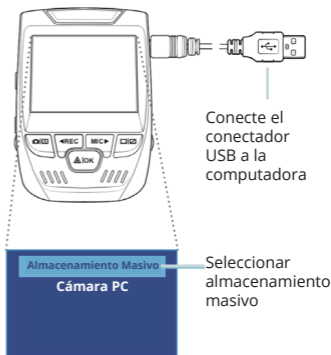 Conecte el
conectador
USB a la
computadora
◀REC
MIC▶
▲|OK
Almacenamiento Masivo
Cámara PC
Seleccionar
almacenamiento
masivo